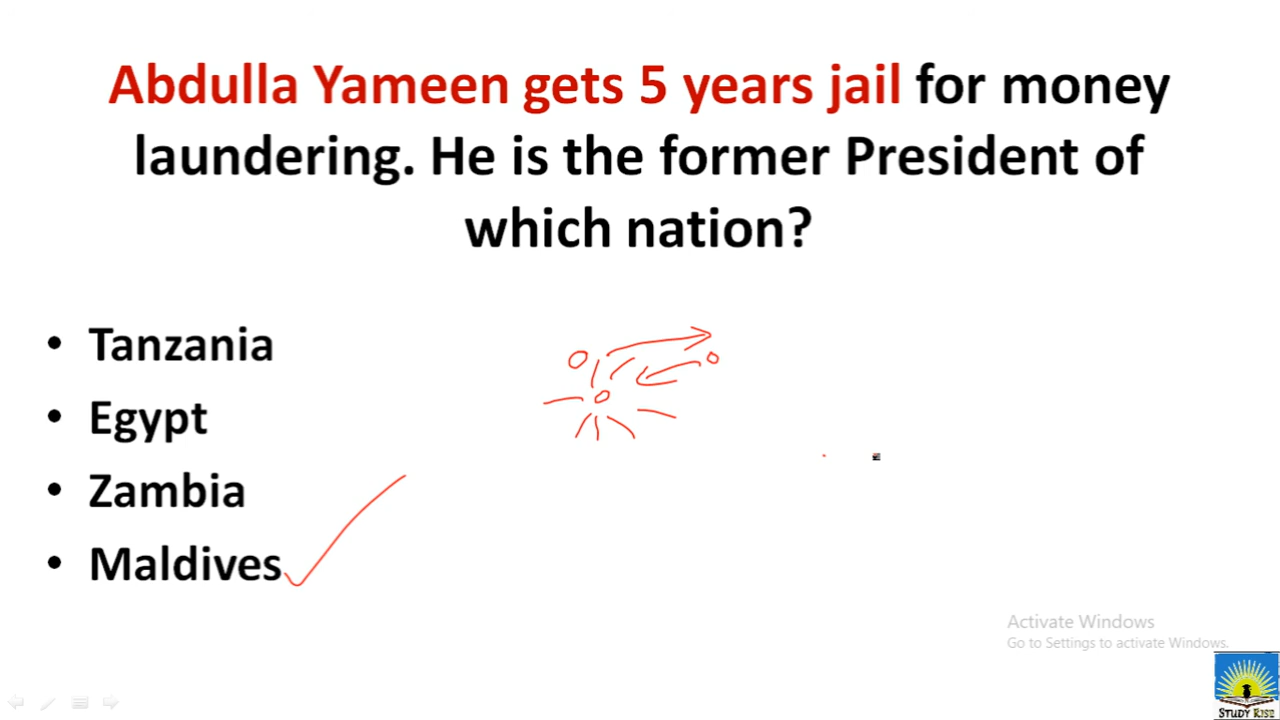 Abdulla Yameen gets 5 years jail for money
laundering. He is the former President of
which nation?
• Tanzania
• Egypt
• Zambia
• Maldives
Activate Windows
Go to Settings to activate Windows.
STUDY RISE